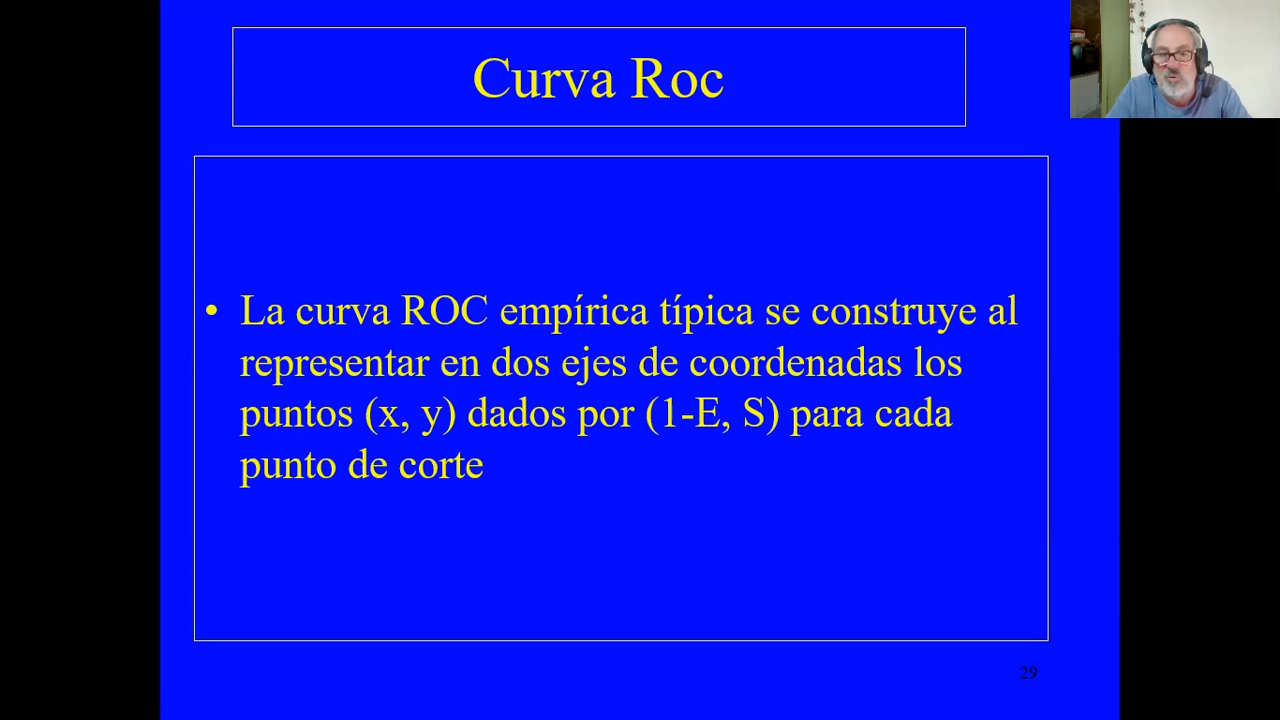 Curva Roc
• La curva ROC empírica típica se construye al
representar en dos ejes de coordenadas los
puntos (x, y) dados por (1-E, S) para cada
punto de corte
29